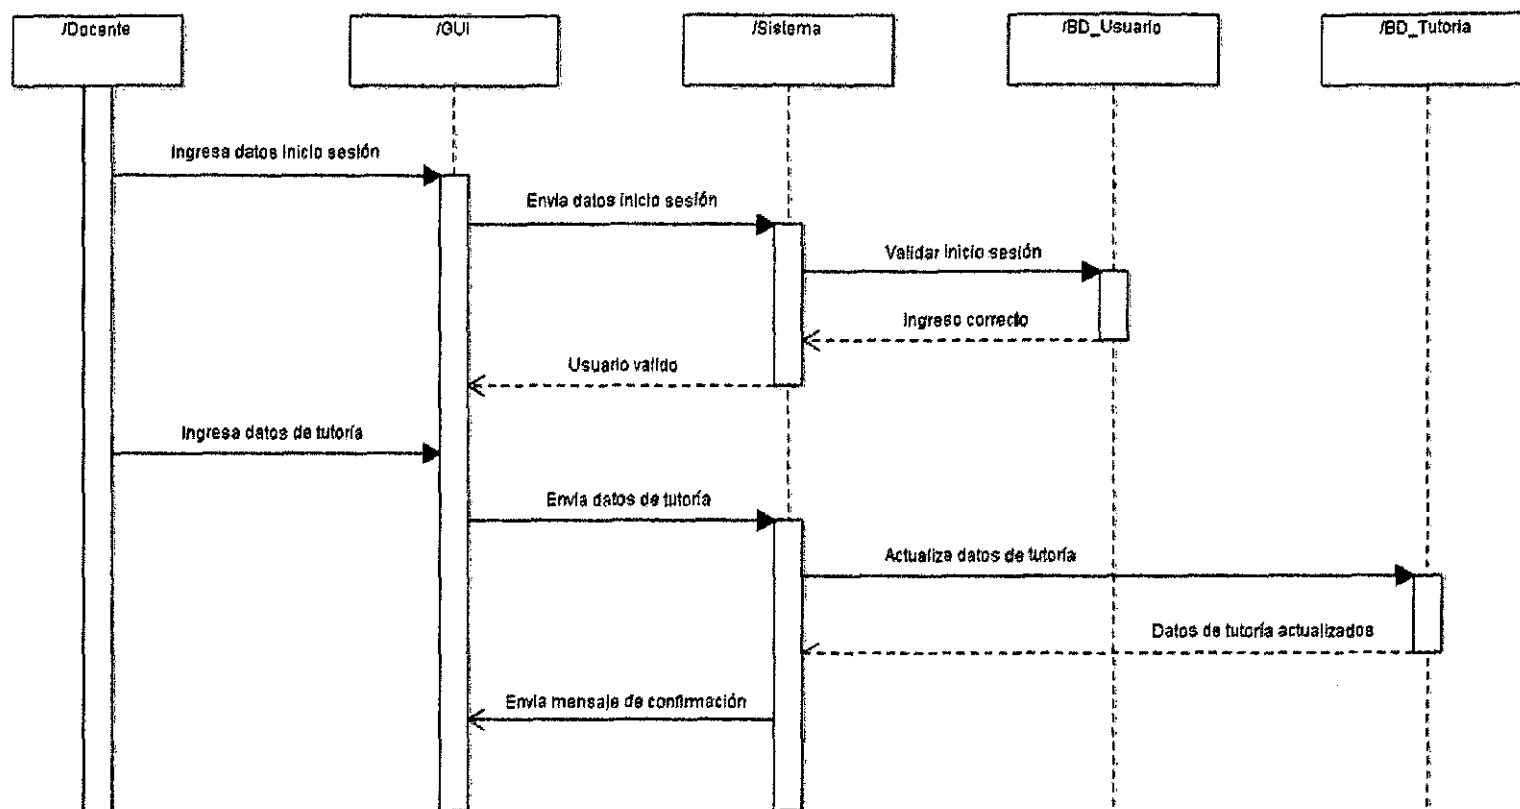 /Docente
/GUI
/Sistema
/BD_Usuario
/BD_Tutoria
Ingresa datos inicio sesión
Envia datos inicio sesión
Validar inicio sesión
Ingreso correcto
Usuario valido
Ingresa datos de tutoría
Envía datos de tutoría
Actualiza datos de tutoría
Datos de tutoría actualizados
Envia mensaje de confirmación